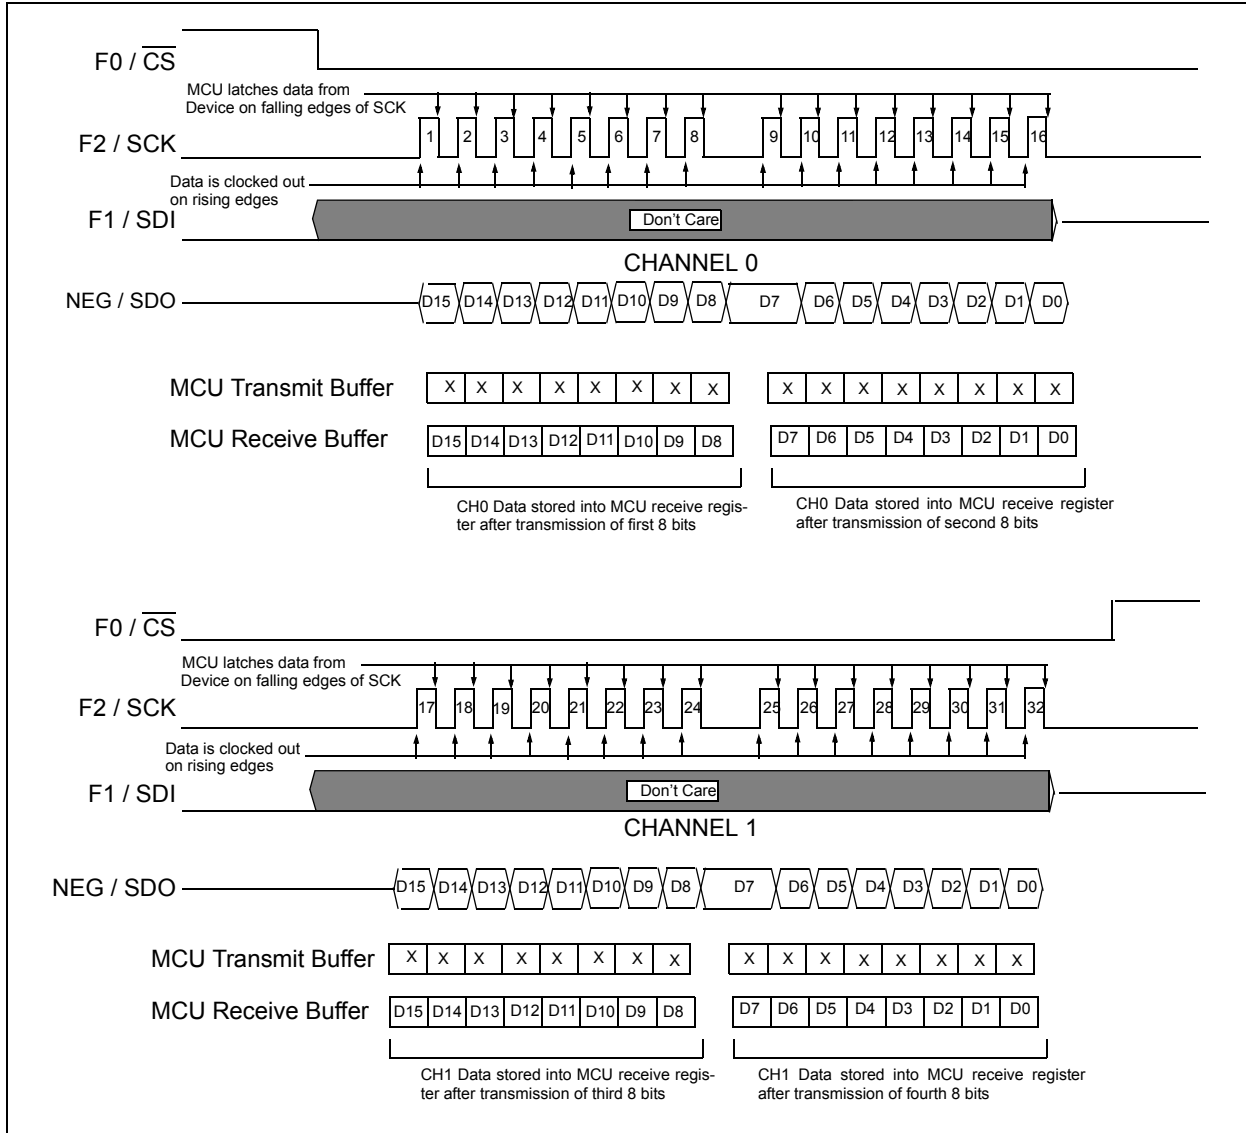 F0 / CS
MCU latches data from
Device on falling edges of SCK
F2 / SCK
1 2 3 4 5 6 7 8 9 10 11 12 13 14 15 16
Data is clocked out
on rising edges
F1 / SDI
Don't Care
CHANNEL 0
NEG / SDO
D15 D14 D13 D12 D11 D10 D9 D8 D7 D6 D5 D4 D3 D2 D1 D0
MCU Transmit Buffer
X X X X X X X X X X X X X X X X
MCU Receive Buffer
D15 D14 D13 D12 D11 D10 D9 D8 D7 D6 D5 D4 D3 D2 D1 D0
CH0 Data stored into MCU receive regis-
ter after transmission of first 8 bits
CH0 Data stored into MCU receive register
after transmission of second 8 bits
F0 / CS
MCU latches data from
Device on falling edges of SCK
F2 / SCK
17 18 19 20 21 22 23 24 25 26 27 28 29 30 31 32
Data is clocked out
on rising edges
F1 / SDI
Don't Care
CHANNEL 1
NEG / SDO
D15 D14 D13 D12 D11 D10 D9 D8 D7 D6 D5 D4 D3 D2 D1 D0
MCU Transmit Buffer
X X X X X X X X X X X X X X X X
MCU Receive Buffer
D15 D14 D13 D12 D11 D10 D9 D8 D7 D6 D5 D4 D3 D2 D1 D0
CH1 Data stored into MCU receive regis-
ter after transmission of third 8 bits
CH1 Data stored into MCU receive register
after transmission of fourth 8 bits